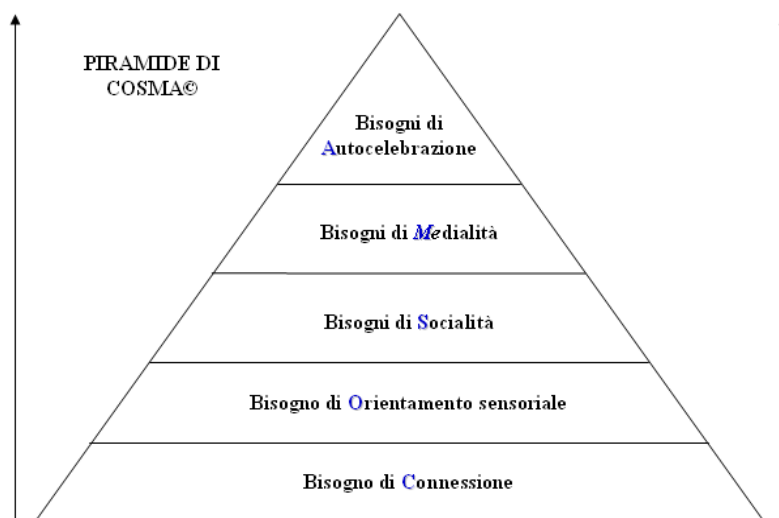 PIRAMIDE DI
COSMA©
Bisogni di
Autocelebrazione
Bisogni di Medialità
Bisogni di Socialità
Bisogno di Orientamento sensoriale
Bisogno di Connessione